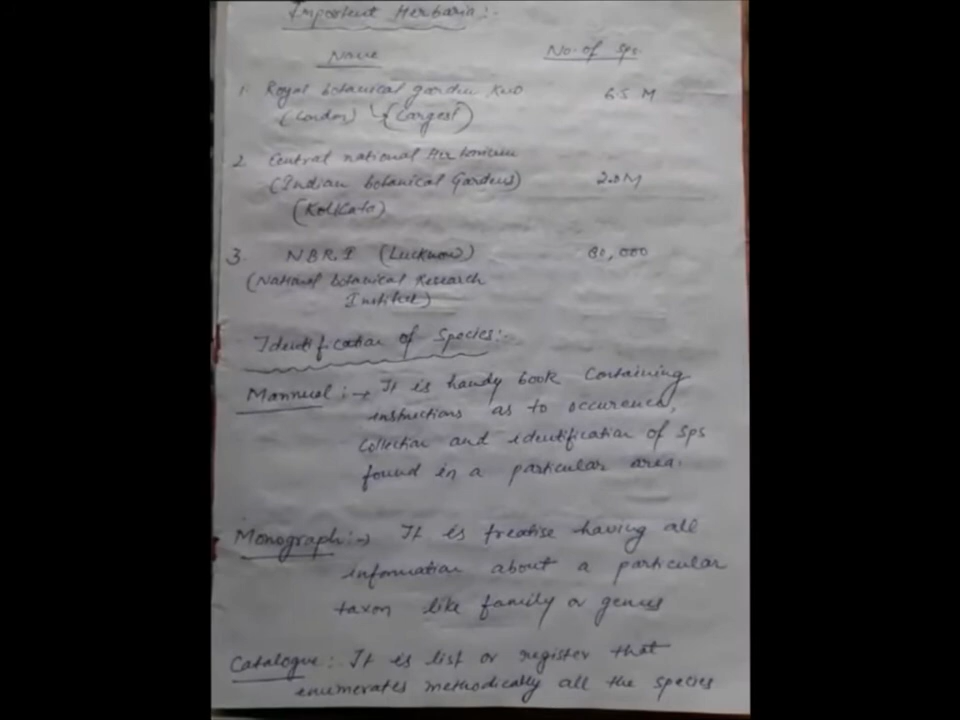 Important Herbaria:-
Name No. of Sps.
1. Royal botanical garden Kew 6.5 M
(London) (Largest)
2. Central national Herbarium
(Indian botanical Gardens) 2.0 M
(Kolkata)
3. N.B.R.I (Lucknow) 80,000
(National botanical Research
Institute)
Identification of Species:-
Mannual :→ It is handy book Containing
instructions as to occurence,
Collection and identification of Sps
found in a particular area.
Monograph:→ It is treatise having all
information about a particular
taxon like family or genus
Catalogue: It is list or register that
enumerates methodically all the species